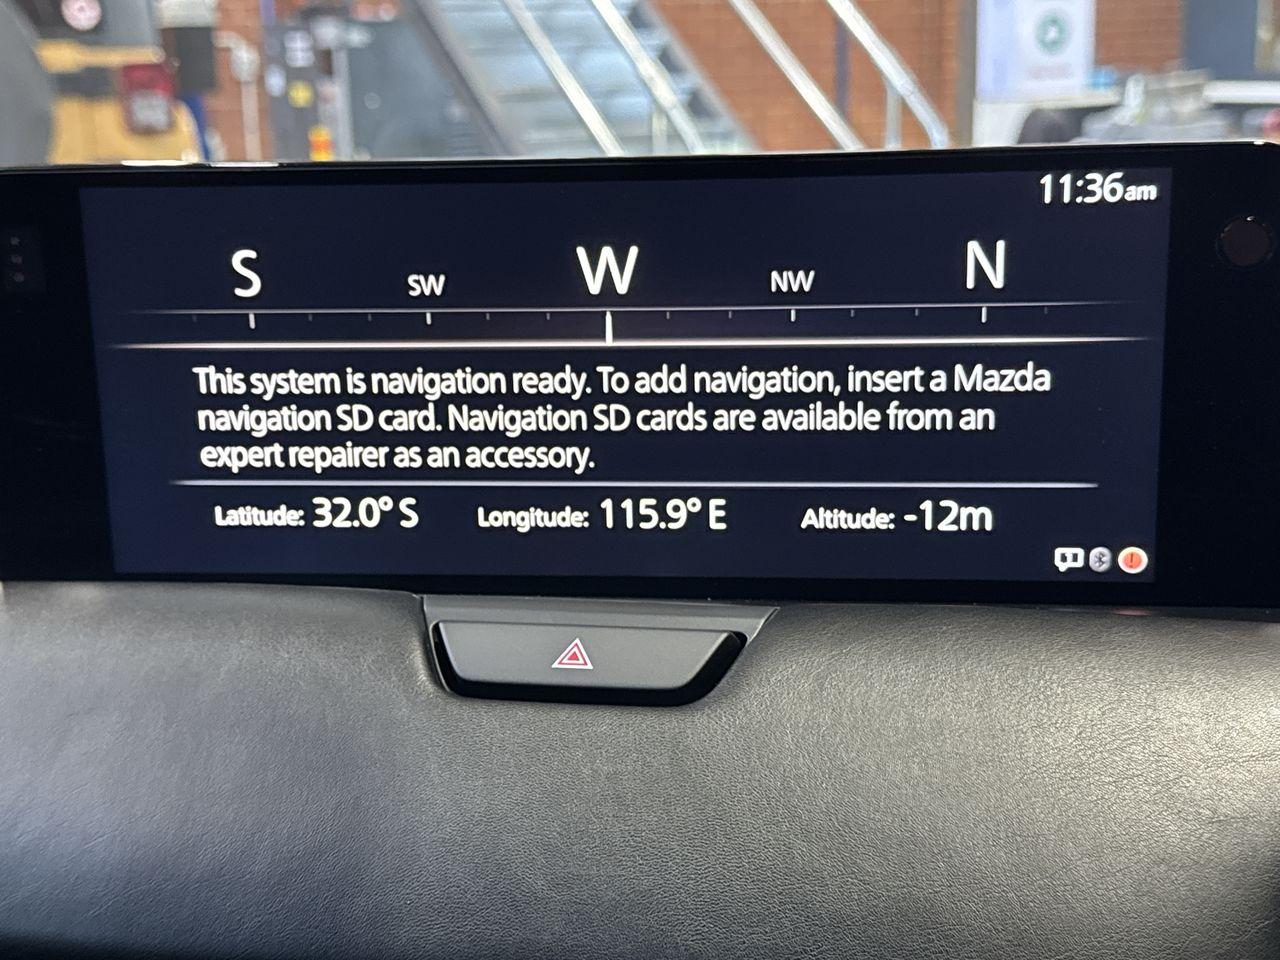 11:36am
S SW W NW N
This system is navigation ready. To add navigation, insert a Mazda
navigation SD card. Navigation SD cards are available from an
expert repairer as an accessory.
Latitude: 32.0° S Longitude: 115.9° E Altitude: -12m